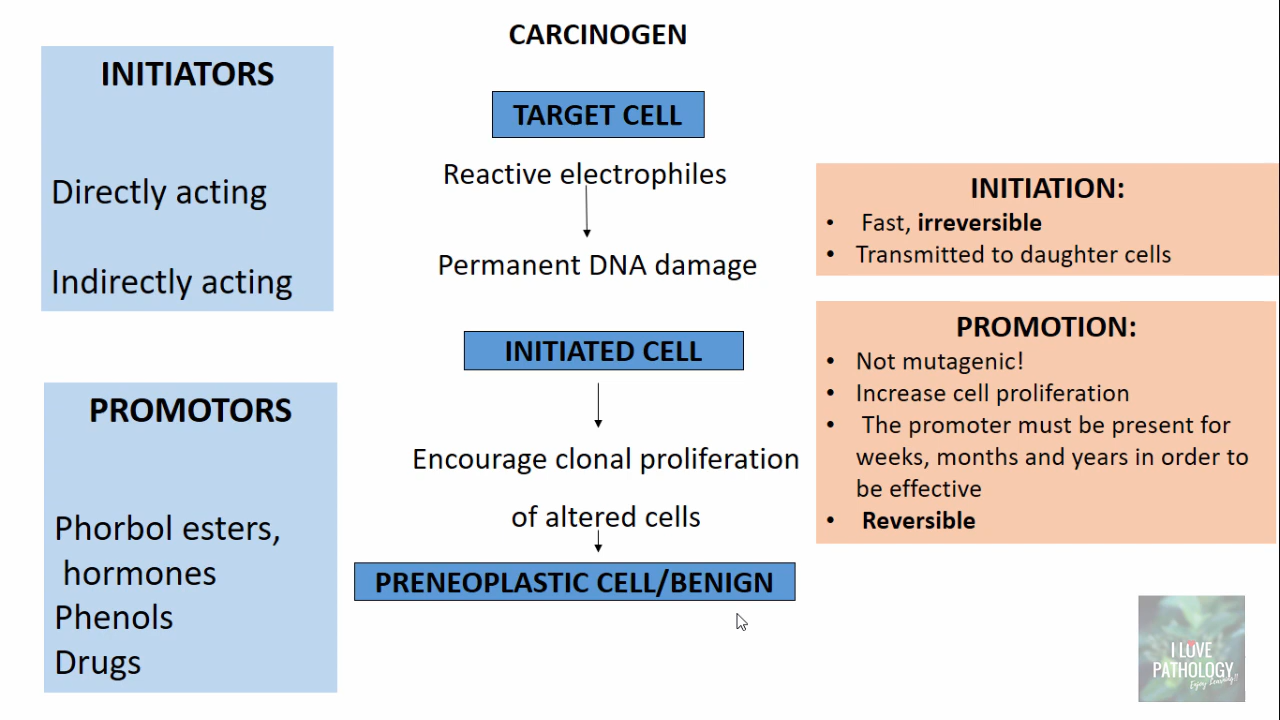 CARCINOGEN
INITIATORS
Directly acting
Indirectly acting
TARGET CELL
Reactive electrophiles
Permanent DNA damage
INITIATION:
• Fast, irreversible
• Transmitted to daughter cells
INITIATED CELL
PROMOTORS
Phorbol esters,
hormones
Phenols
Drugs
Encourage clonal proliferation
of altered cells
PRENEOPLASTIC CELL/BENIGN
PROMOTION:
• Not mutagenic!
• Increase cell proliferation
• The promoter must be present for
weeks, months and years in order to
be effective
• Reversible
I LOVE
PATHOLOGY
Enjoy Learning!!